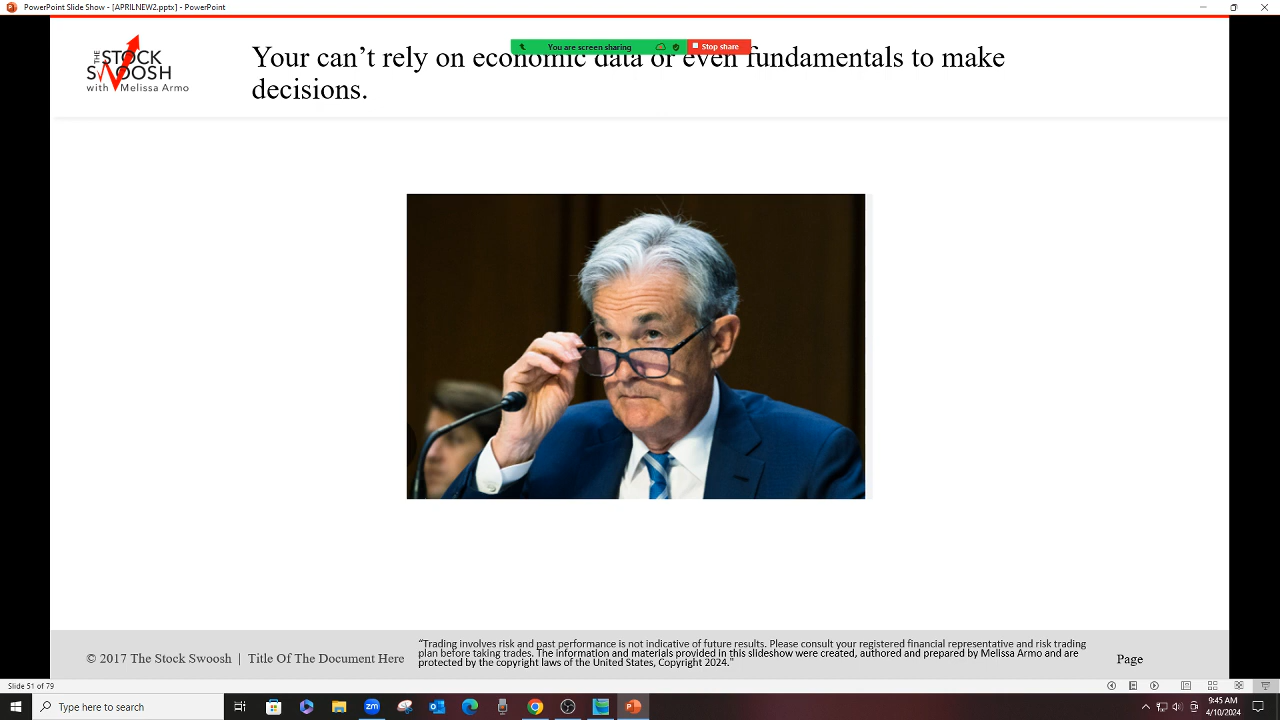 PowerPoint Slide Show - [APRILNEW2.pptx] - PowerPoint
You are screen sharing
Stop share
THE
STOCK
SWOOSH
with Melissa Armo
Your can't rely on economic data or even fundamentals to make
decisions.
© 2017 The Stock Swoosh | Title Of The Document Here
"Trading involves risk and past performance is not indicative of future results. Please consult your registered financial representative and risk trading
plan before taking trades. The information and materials provided in this slideshow were created, authored and prepared by Melissa Armo and are
protected by the copyright laws of the United States, Copyright 2024."
Page
Slide 51 of 79
Type here to search
zm
9:45 AM
4/10/2024